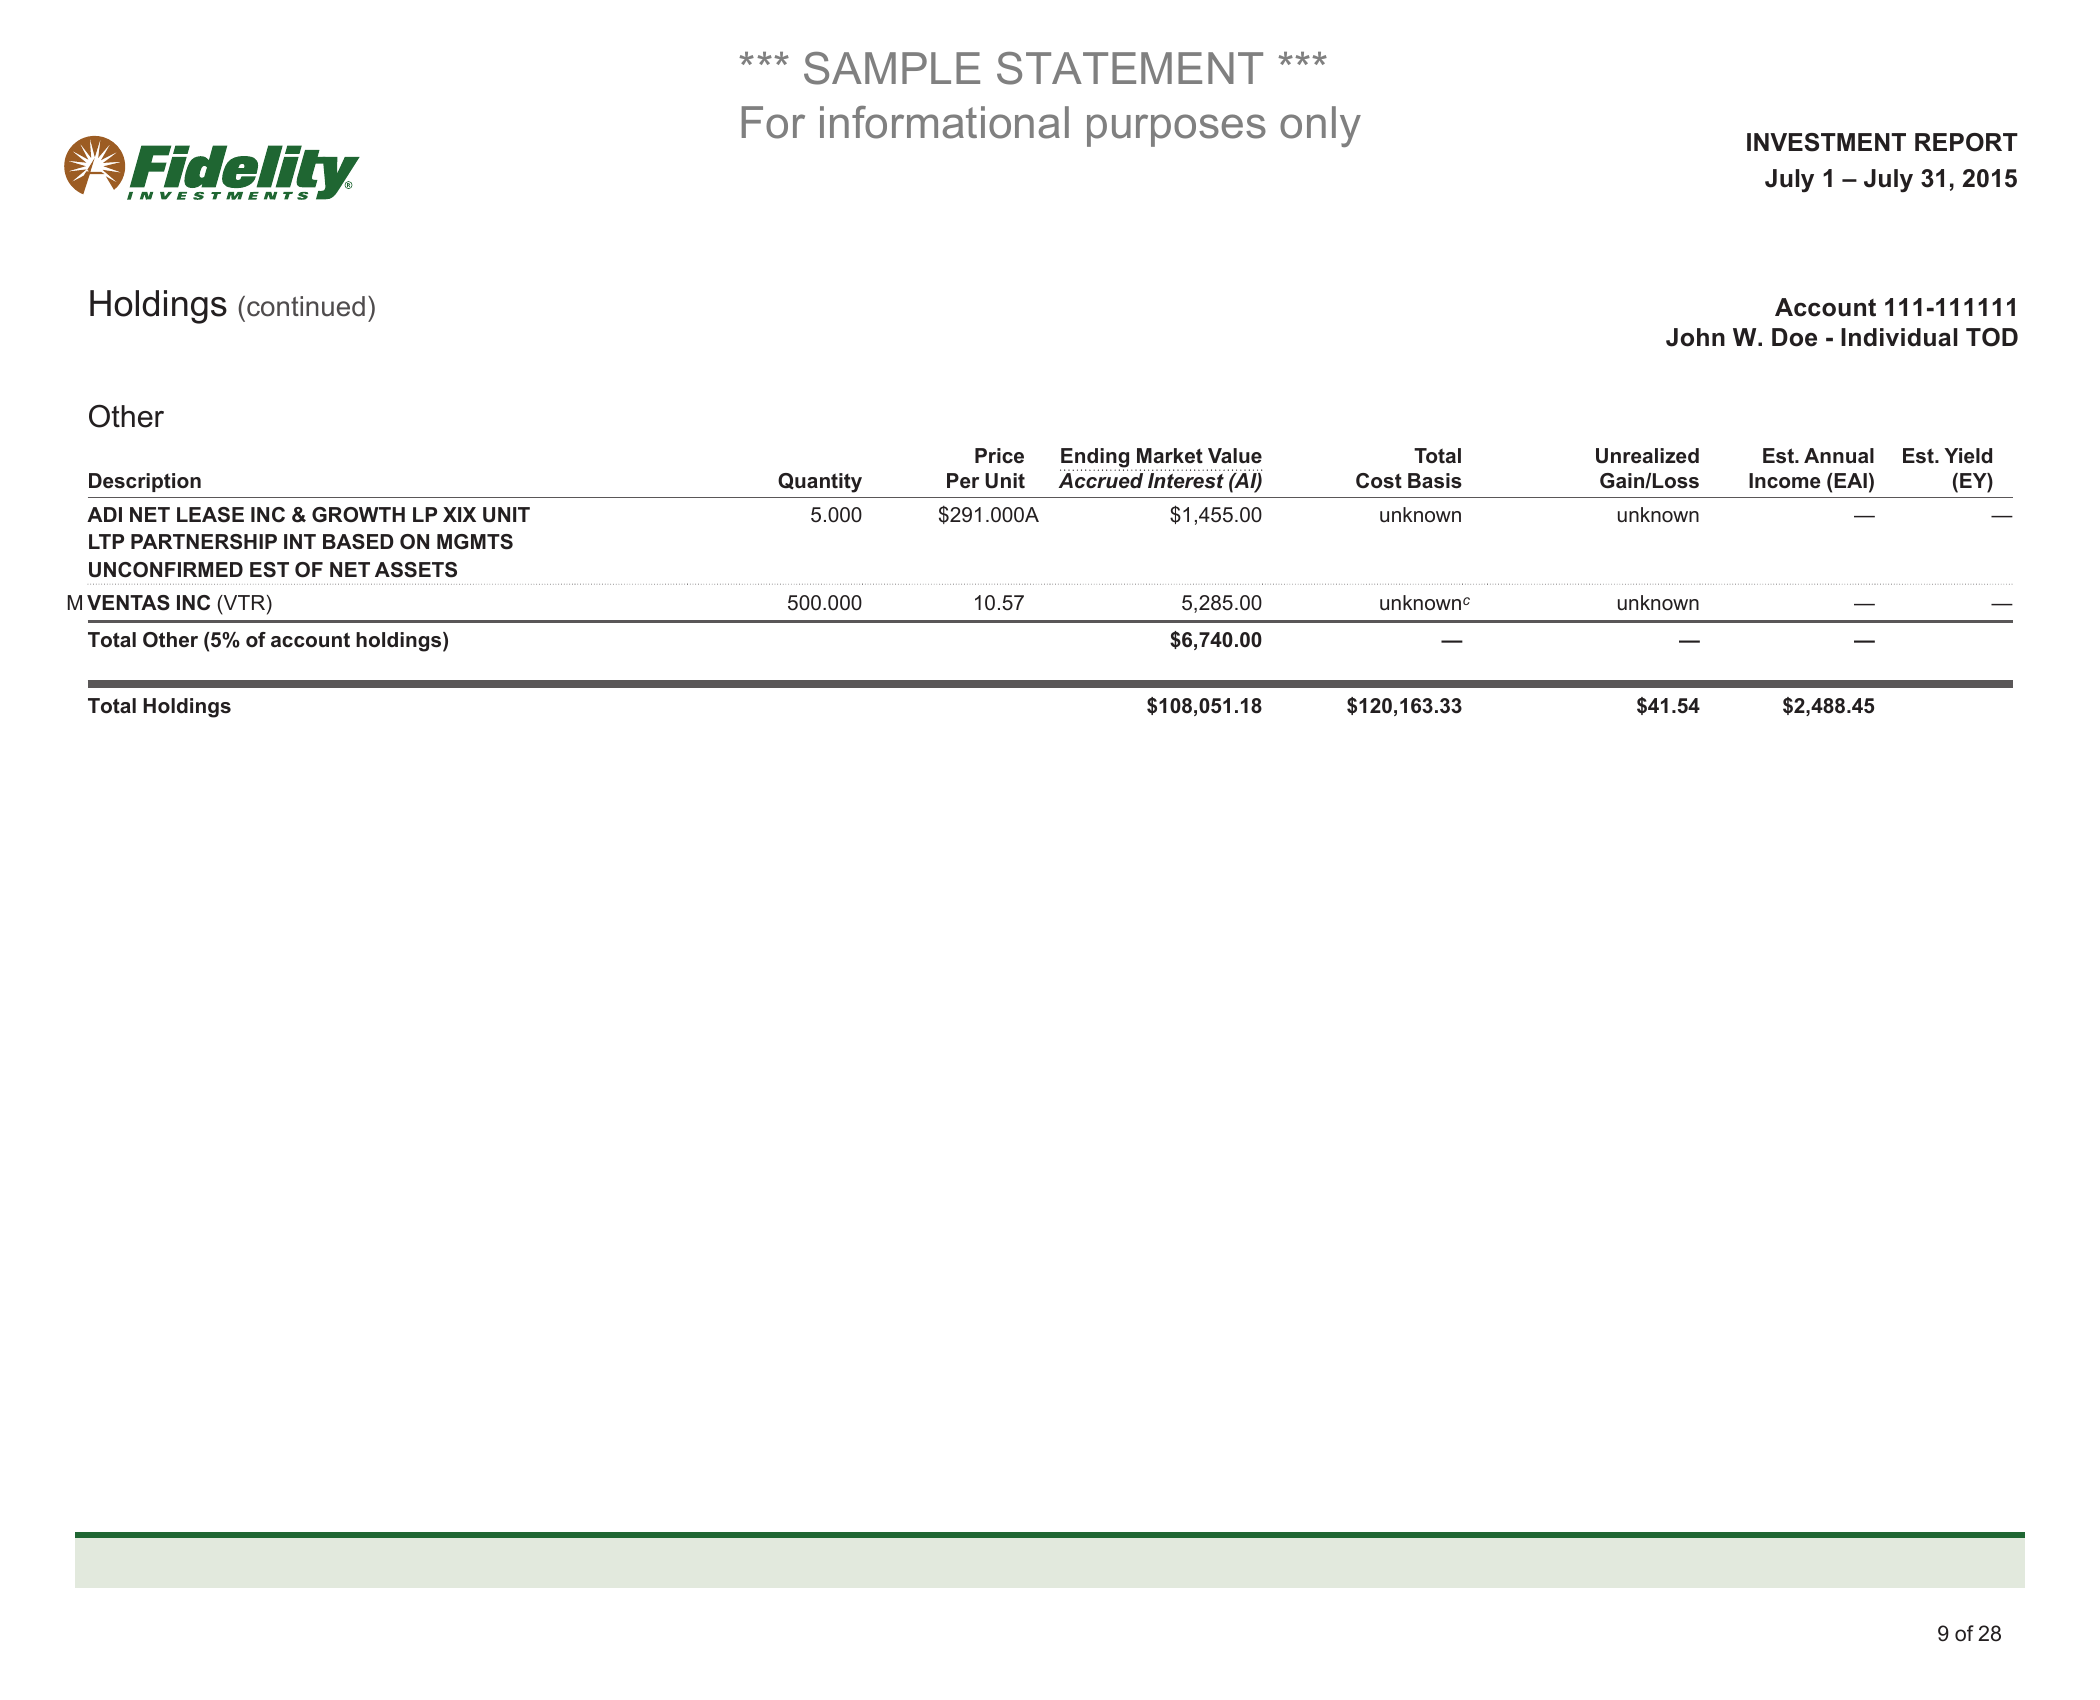 *** SAMPLE STATEMENT ***
For informational purposes only
Fidelity®
INVESTMENTS
INVESTMENT REPORT
July 1 – July 31, 2015
Holdings (continued)
Account 111-111111
John W. Doe - Individual TOD
Other
Price Ending Market Value Total Unrealized Est. Annual Est. Yield
Description Quantity Per Unit Accrued Interest (AI) Cost Basis Gain/Loss Income (EAI) (EY)
ADI NET LEASE INC & GROWTH LP XIX UNIT 5.000 $291.000A $1,455.00 unknown unknown — —
LTP PARTNERSHIP INT BASED ON MGMTS
UNCONFIRMED EST OF NET ASSETS
M VENTAS INC (VTR) 500.000 10.57 5,285.00 unknownc unknown — —
Total Other (5% of account holdings) $6,740.00 — — —
Total Holdings $108,051.18 $120,163.33 $41.54 $2,488.45
9 of 28